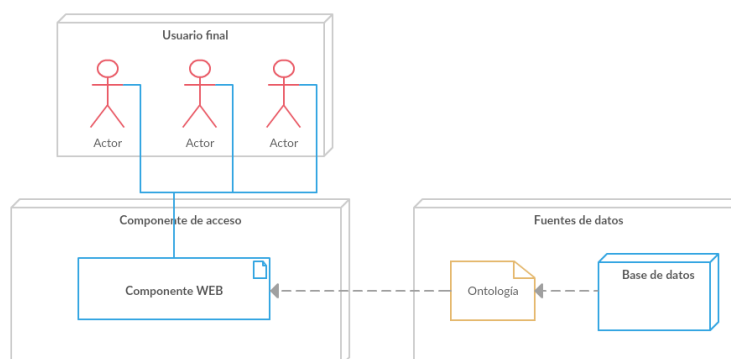 Usuario final
Actor
Actor
Actor
Componente de acceso
Fuentes de datos
Componente WEB
Ontología
Base de datos